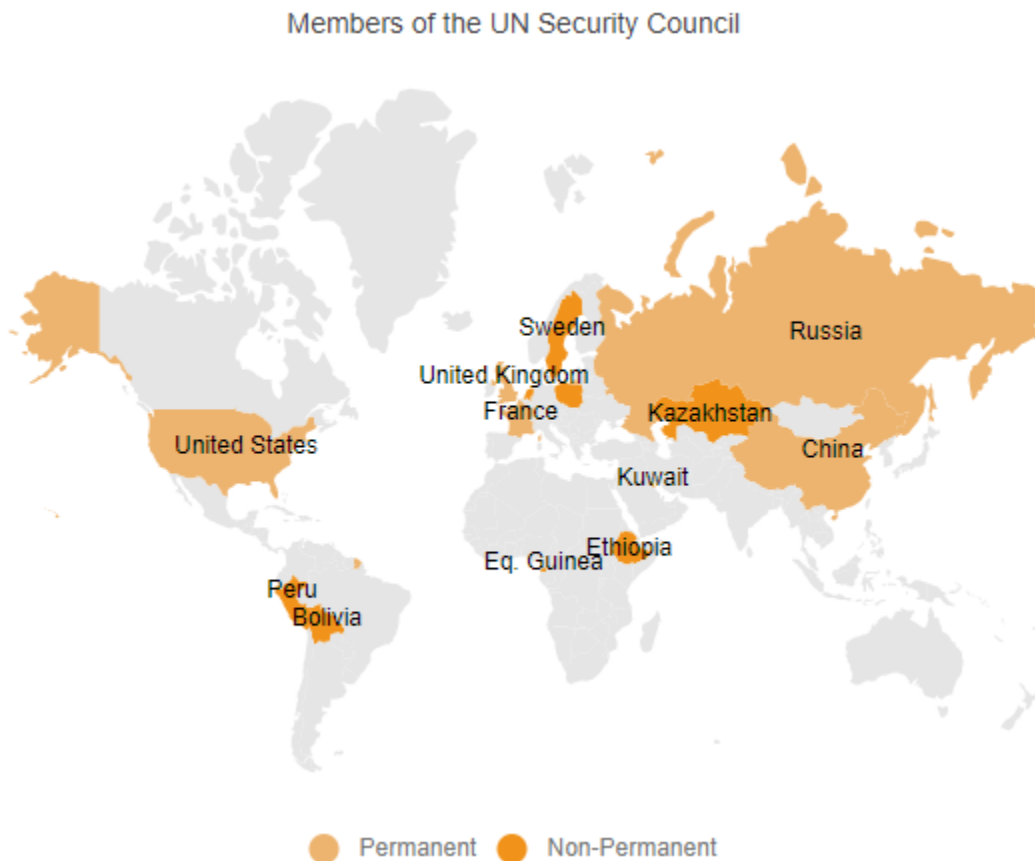 Members of the UN Security Council
Sweden
Russia
United Kingdom
France
Kazakhstan
United States
China
Kuwait
Ethiopia
Eq. Guinea
Peru
Bolivia
Permanent
Non-Permanent